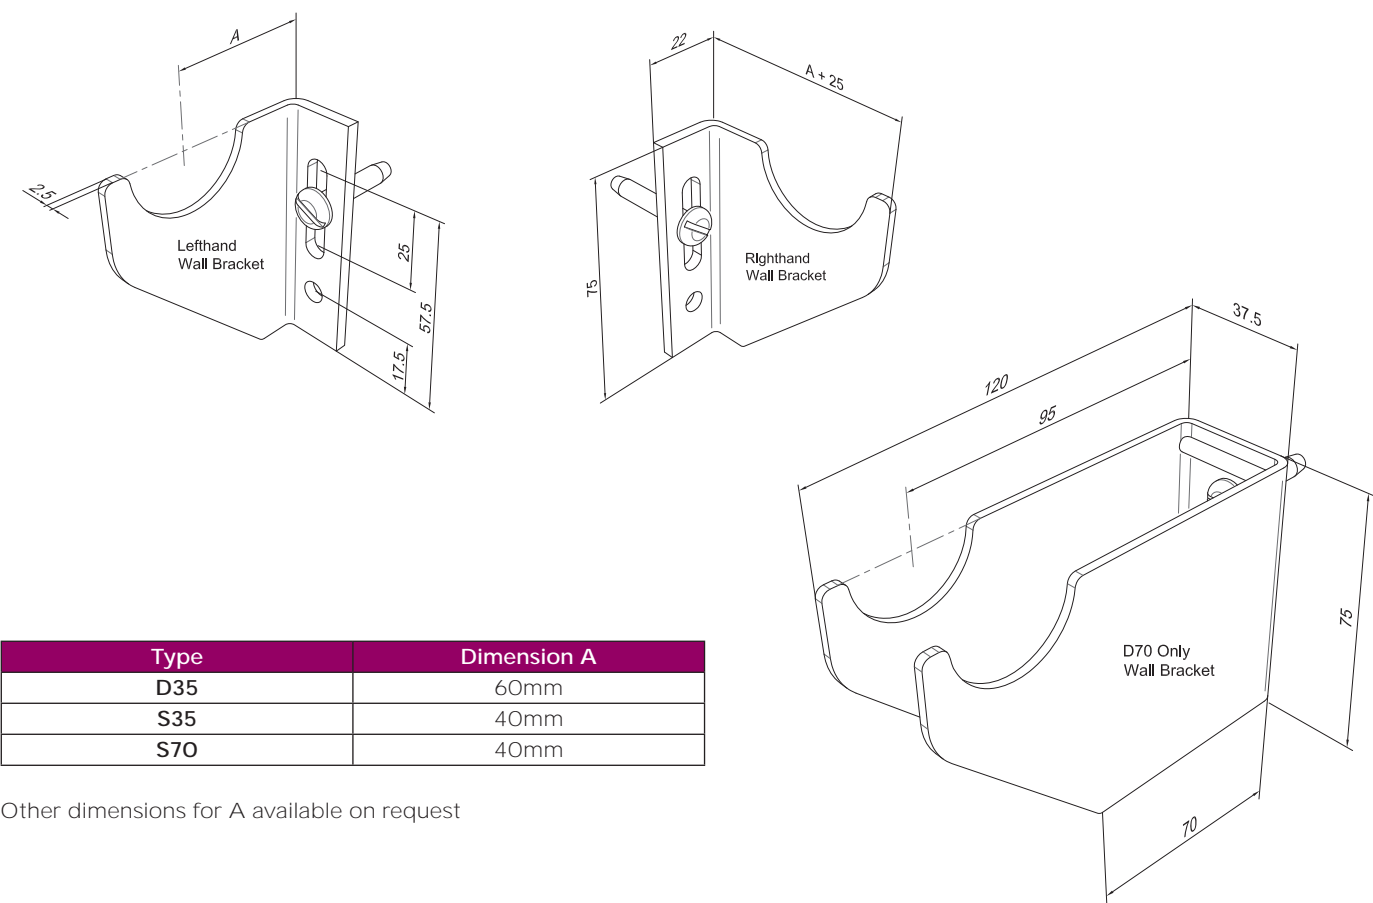 A
2.5
Lefthand
Wall Bracket
25
57.5
17.5
22
A + 25
75
RIghthand
Wall Bracket
37.5
120
95
75
D70 Only
Wall Bracket
70
Type Dimension A
D35 60mm
S35 40mm
S70 40mm
Other dimensions for A available on request